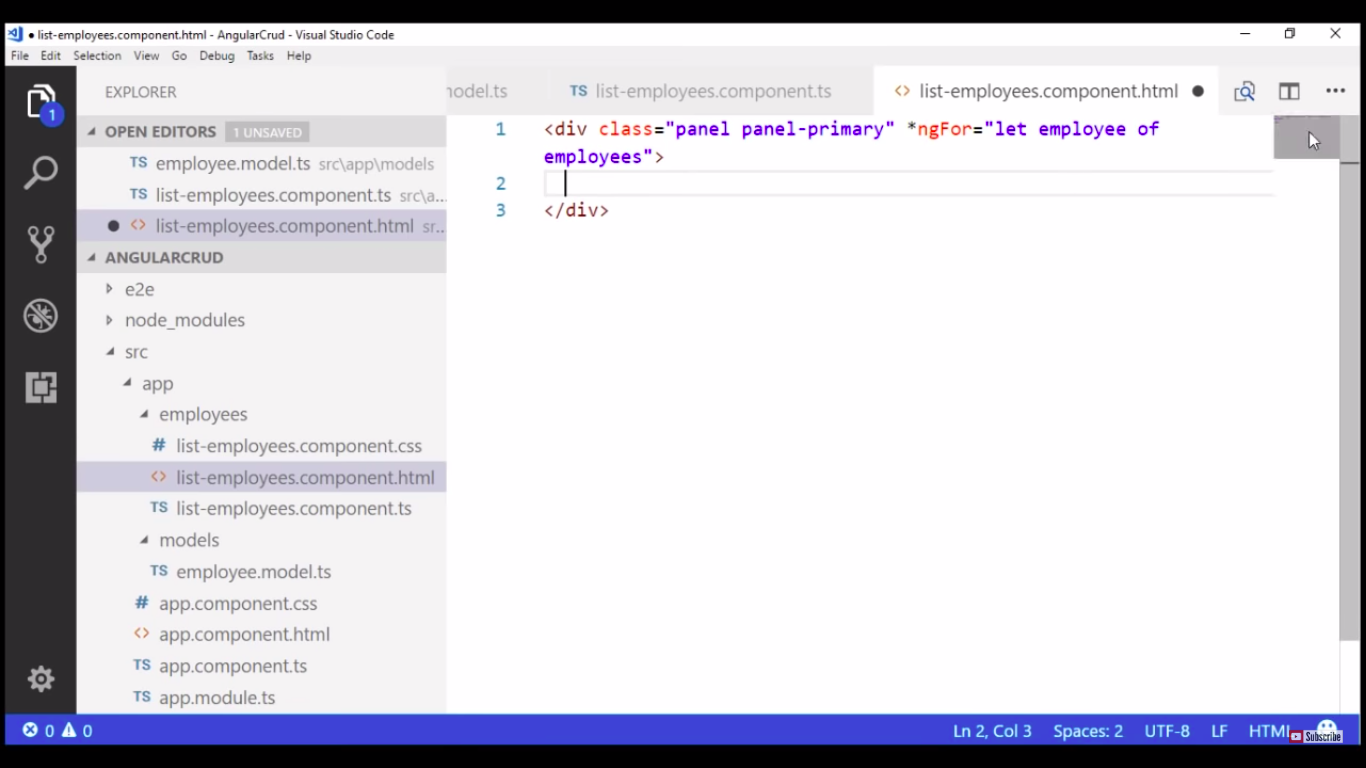 list-employees.component.html - AngularCrud - Visual Studio Code
File Edit Selection View Go Debug Tasks Help
EXPLORER
OPEN EDITORS 1 UNSAVED
TS employee.model.ts src\app\models
TS list-employees.component.ts src\a...
<> list-employees.component.html sr...
ANGULARCRUD
e2e
node_modules
src
app
employees
# list-employees.component.css
<> list-employees.component.html
TS list-employees.component.ts
models
TS employee.model.ts
# app.component.css
<> app.component.html
TS app.component.ts
TS app.module.ts
1
nodel.ts TS list-employees.component.ts <> list-employees.component.html
1 <div class="panel panel-primary" *ngFor="let employee of
employees">
2
3 </div>
0 0 Ln 2, Col 3 Spaces: 2 UTF-8 LF HTML
Subscribe